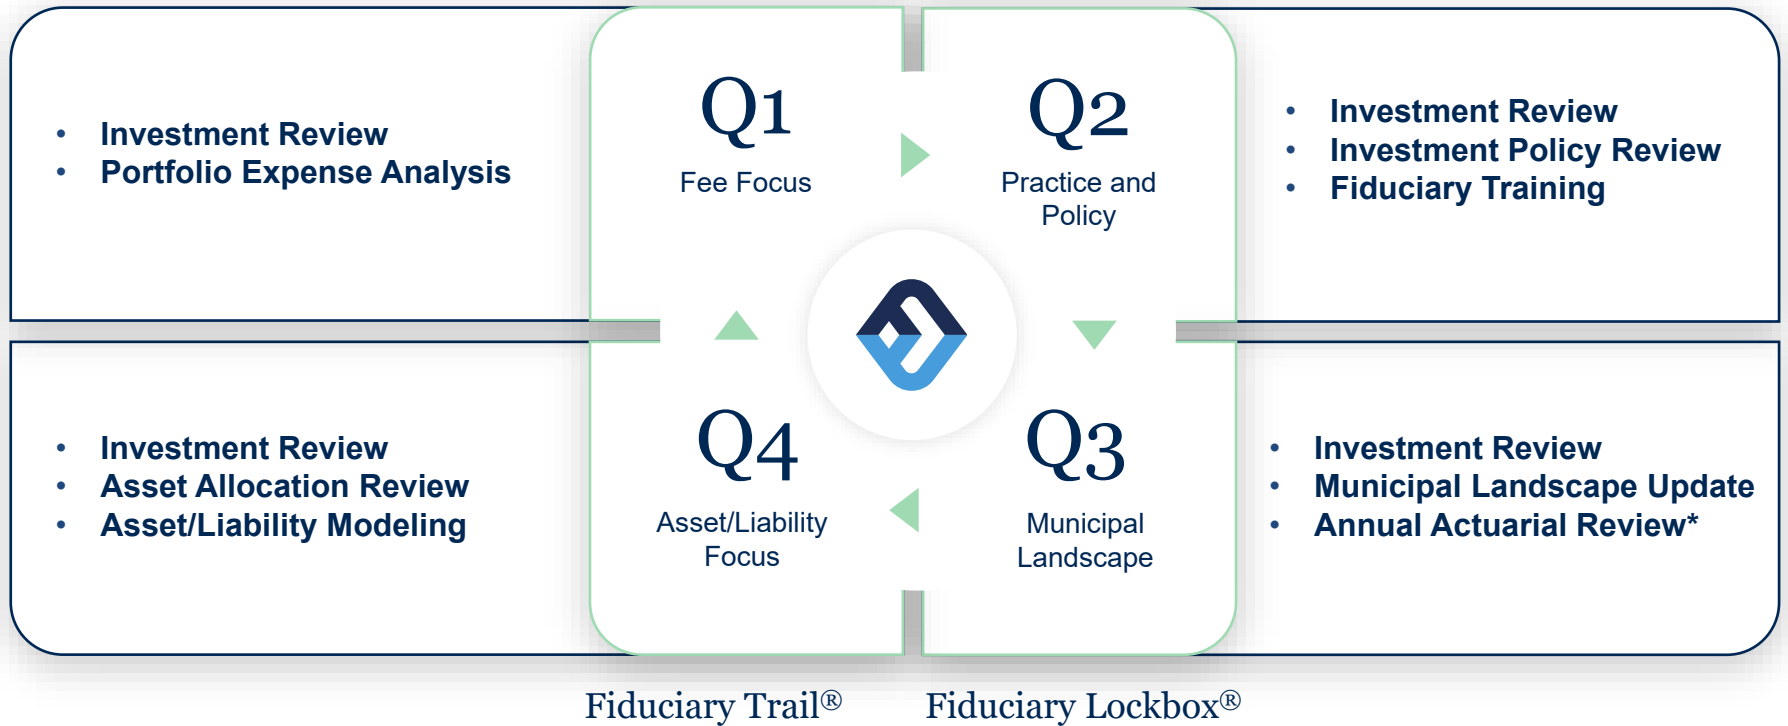 • Investment Review
• Portfolio Expense Analysis
Q1
Fee Focus
Q2
Practice and
Policy
• Investment Review
• Investment Policy Review
• Fiduciary Training
• Investment Review
• Asset Allocation Review
• Asset/Liability Modeling
Q4
Asset/Liability
Focus
Q3
Municipal
Landscape
• Investment Review
• Municipal Landscape Update
• Annual Actuarial Review*
Fiduciary Trail®
Fiduciary Lockbox®